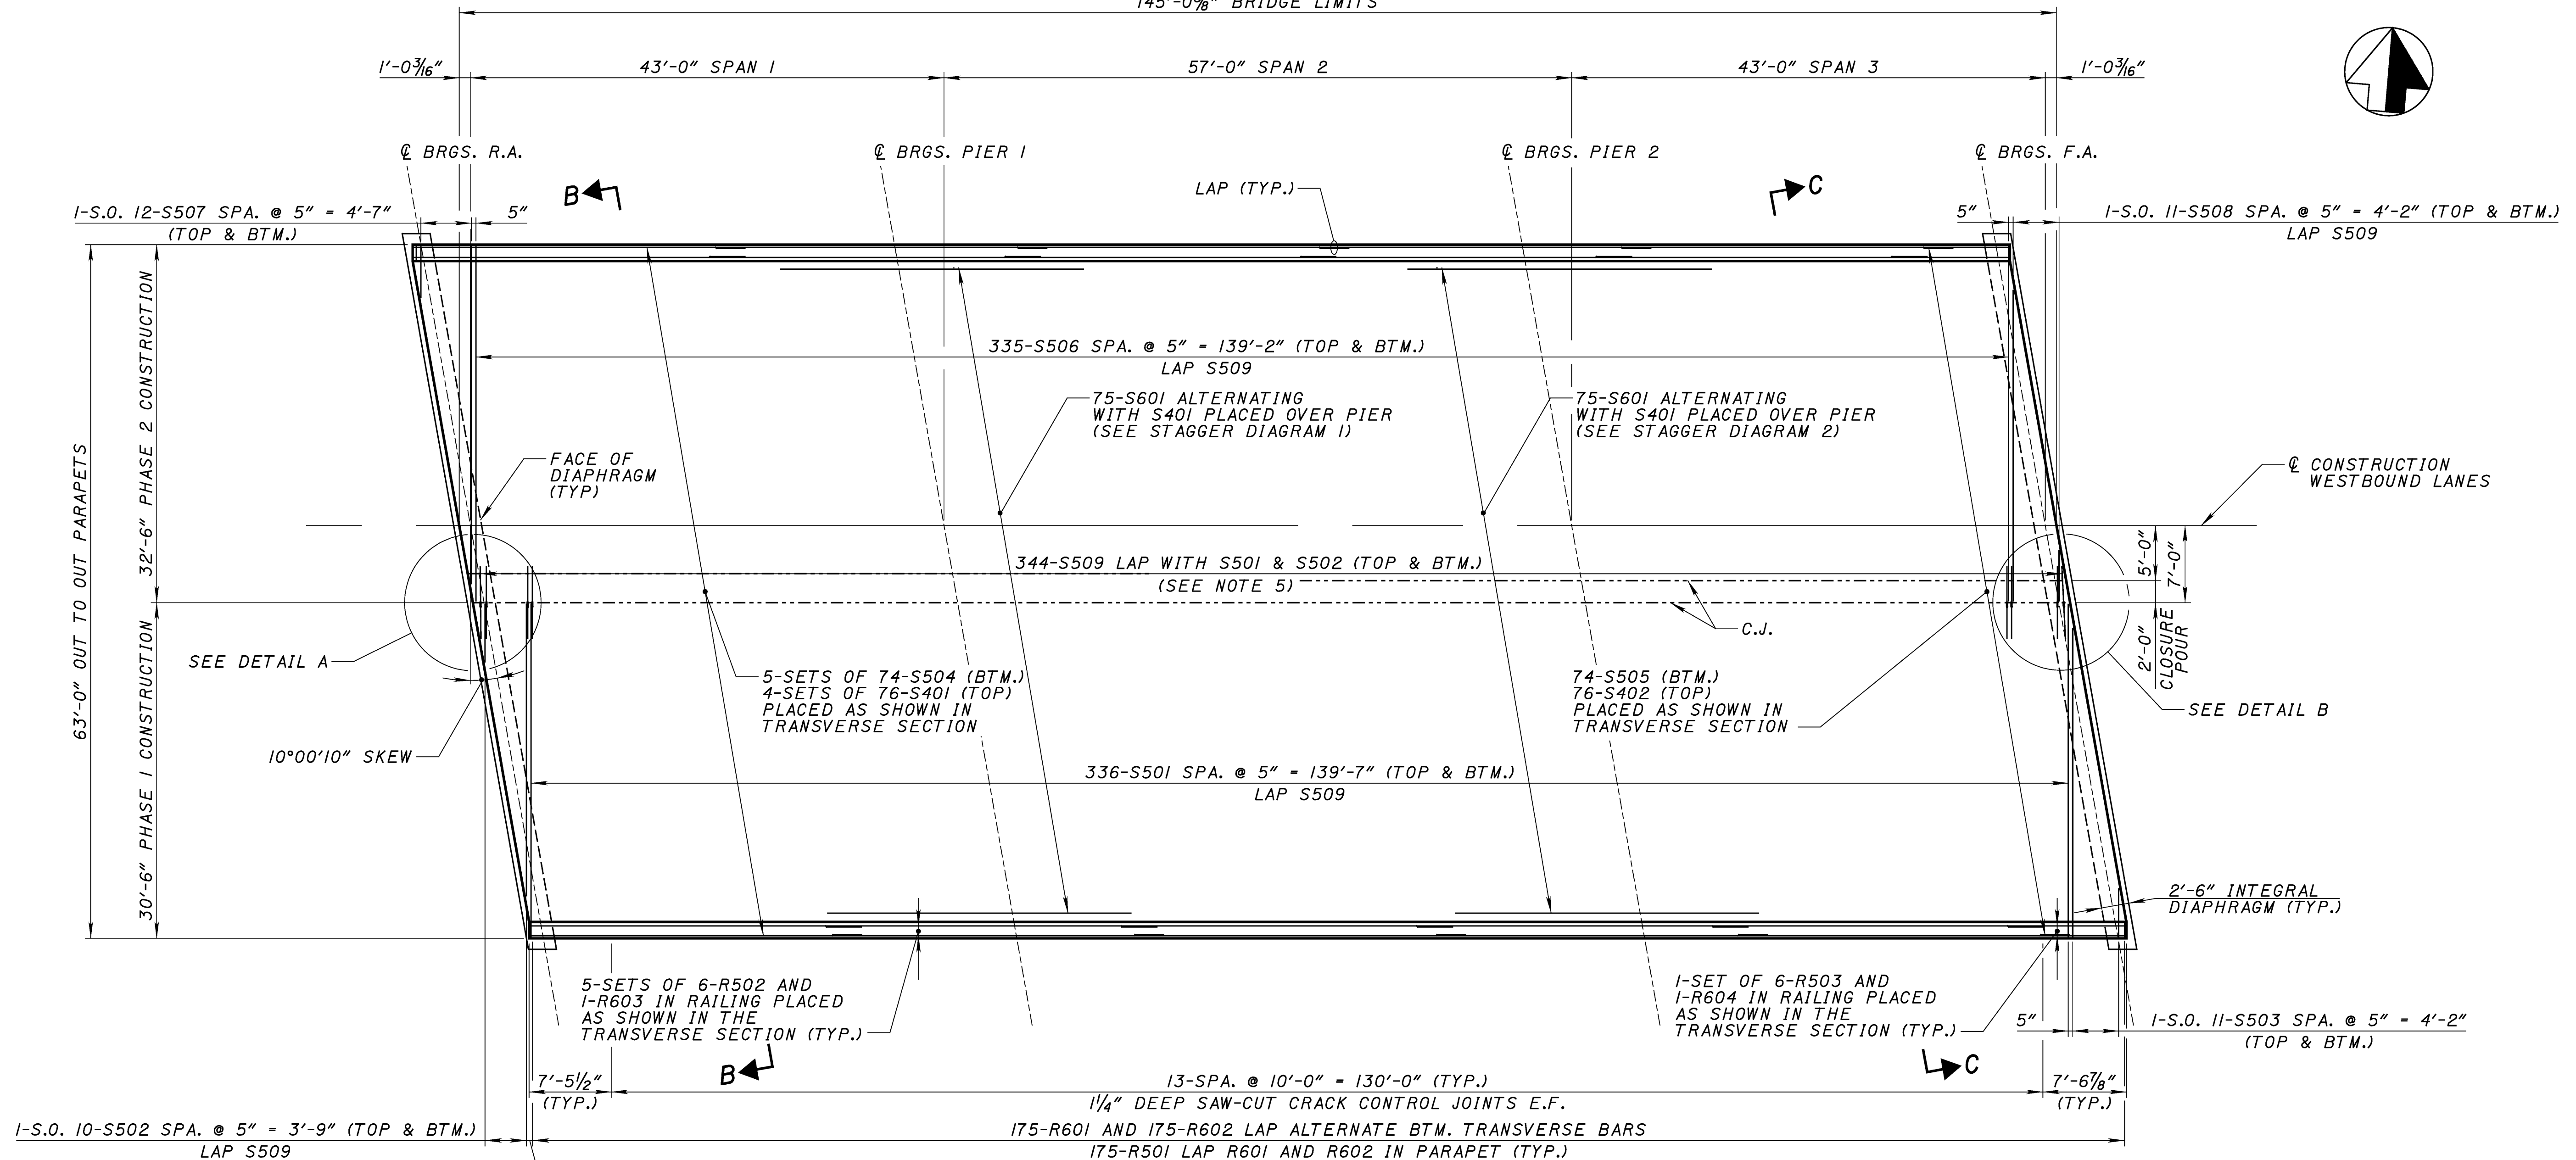 145'-0⅝" BRIDGE LIMITS
1'-0 3/16"
43'-0" SPAN 1
57'-0" SPAN 2
43'-0" SPAN 3
1'-0 3/16"
℄ BRGS. R.A.
℄ BRGS. PIER 1
℄ BRGS. PIER 2
℄ BRGS. F.A.
B
LAP (TYP.)
C
1-S.O. 12-S507 SPA. @ 5" = 4'-7"
(TOP & BTM.)
5"
5"
1-S.O. 11-S508 SPA. @ 5" = 4'-2" (TOP & BTM.)
LAP S509
63'-0" OUT TO OUT PARAPETS
32'-6" PHASE 2 CONSTRUCTION
30'-6" PHASE 1 CONSTRUCTION
335-S506 SPA. @ 5" = 139'-2" (TOP & BTM.)
LAP S509
75-S601 ALTERNATING
WITH S401 PLACED OVER PIER
(SEE STAGGER DIAGRAM 1)
75-S601 ALTERNATING
WITH S401 PLACED OVER PIER
(SEE STAGGER DIAGRAM 2)
FACE OF
DIAPHRAGM
(TYP)
℄ CONSTRUCTION
WESTBOUND LANES
344-S509 LAP WITH S501 & S502 (TOP & BTM.)
(SEE NOTE 5)
5'-0"
7'-0"
2'-0"
CLOSURE
POUR
C.J.
SEE DETAIL A
SEE DETAIL B
5-SETS OF 74-S504 (BTM.)
4-SETS OF 76-S401 (TOP)
PLACED AS SHOWN IN
TRANSVERSE SECTION
74-S505 (BTM.)
76-S402 (TOP)
PLACED AS SHOWN IN
TRANSVERSE SECTION
10°00'10" SKEW
336-S501 SPA. @ 5" = 139'-7" (TOP & BTM.)
LAP S509
2'-6" INTEGRAL
DIAPHRAGM (TYP.)
5-SETS OF 6-R502 AND
1-R603 IN RAILING PLACED
AS SHOWN IN THE
TRANSVERSE SECTION (TYP.)
1-SET OF 6-R503 AND
1-R604 IN RAILING PLACED
AS SHOWN IN THE
TRANSVERSE SECTION (TYP.)
5"
1-S.O. 11-S503 SPA. @ 5" = 4'-2"
(TOP & BTM.)
B
C
7'-5½"
(TYP.)
13-SPA. @ 10'-0" = 130'-0" (TYP.)
1¼" DEEP SAW-CUT CRACK CONTROL JOINTS E.F.
7'-6⅞"
(TYP.)
1-S.O. 10-S502 SPA. @ 5" = 3'-9" (TOP & BTM.)
LAP S509
175-R601 AND 175-R602 LAP ALTERNATE BTM. TRANSVERSE BARS
175-R501 LAP R601 AND R602 IN PARAPET (TYP.)